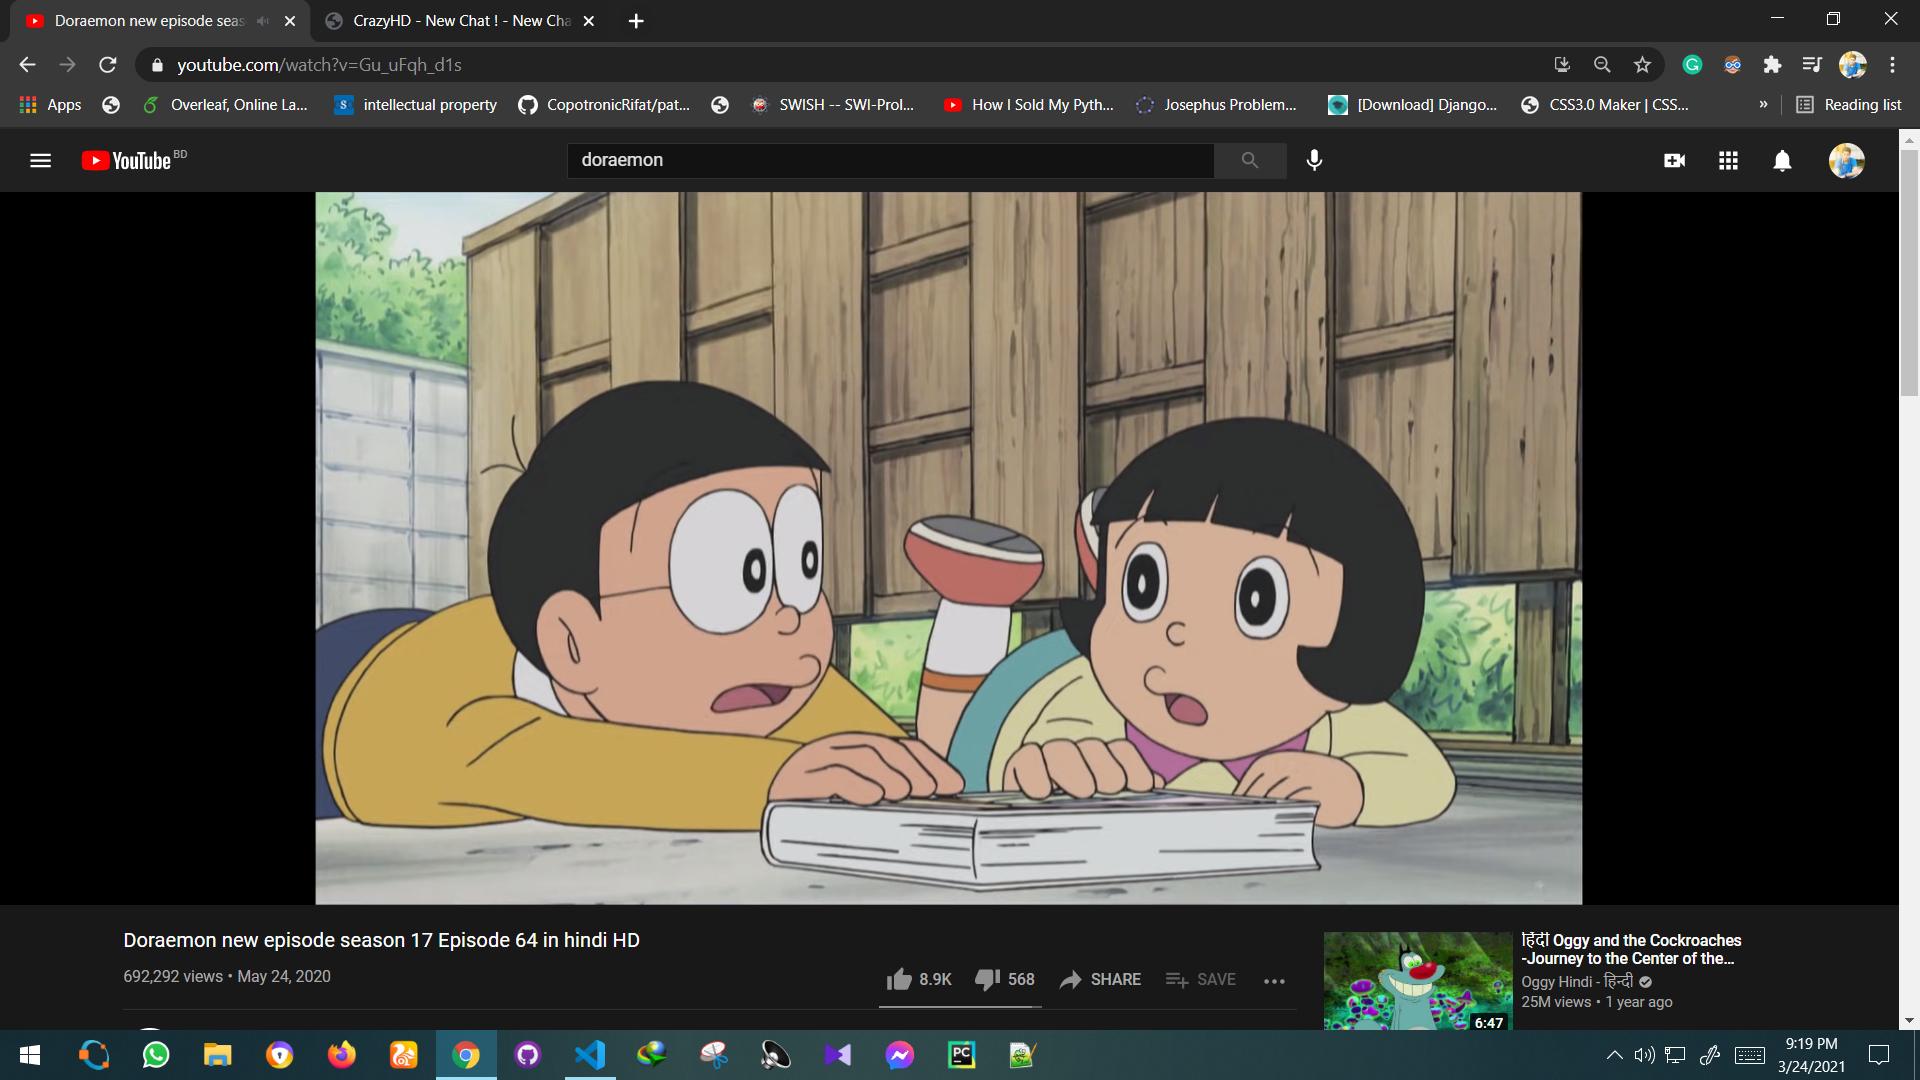 Doraemon new episode seas
CrazyHD - New Chat ! - New Cha
youtube.com/watch?v=Gu_uFqh_d1s
Apps
Overleaf, Online La...
intellectual property
CopotronicRifat/pat...
SWISH -- SWI-Prol...
How I Sold My Pyth...
Josephus Problem...
[Download] Django...
CSS3.0 Maker | CSS...
»
Reading list
YouTube BD
doraemon
Doraemon new episode season 17 Episode 64 in hindi HD
692,292 views • May 24, 2020
8.9K
568
SHARE
SAVE
6:47
हिंदी Oggy and the Cockroaches
-Journey to the Center of the...
Oggy Hindi - हिन्दी
25M views • 1 year ago
PC
9:19 PM
3/24/2021